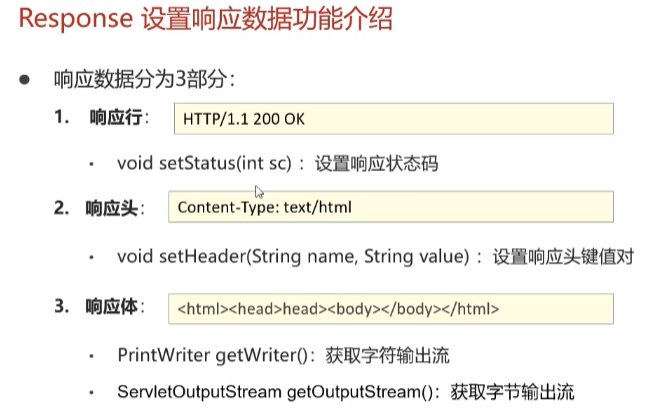 Response 设置响应数据功能介绍
● 响应数据分为3部分：
1. 响应行： HTTP/1.1 200 OK
• void setStatus(int sc) ：设置响应状态码
2. 响应头： Content-Type: text/html
• void setHeader(String name, String value) ：设置响应头键值对
3. 响应体： <html><head>head><body></body></html>
• PrintWriter getWriter()：获取字符输出流
• ServletOutputStream getOutputStream()：获取字节输出流